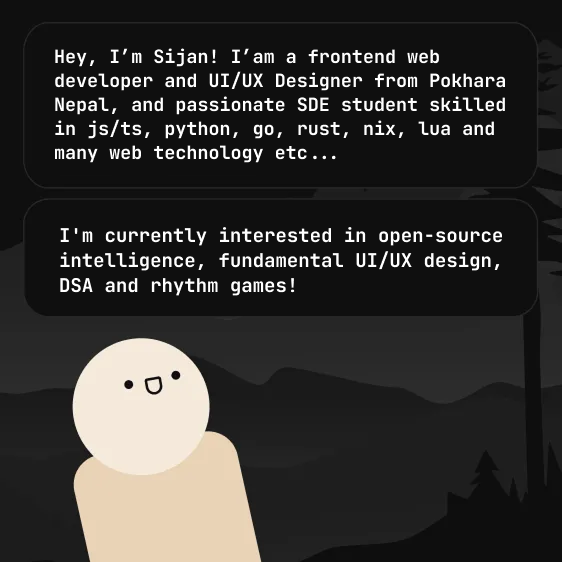 Hey, I’m Sijan! I’am a frontend web
developer and UI/UX Designer from Pokhara
Nepal, and passionate SDE student skilled
in js/ts, python, go, rust, nix, lua and
many web technology etc...
I'm currently interested in open-source
intelligence, fundamental UI/UX design,
DSA and rhythm games!